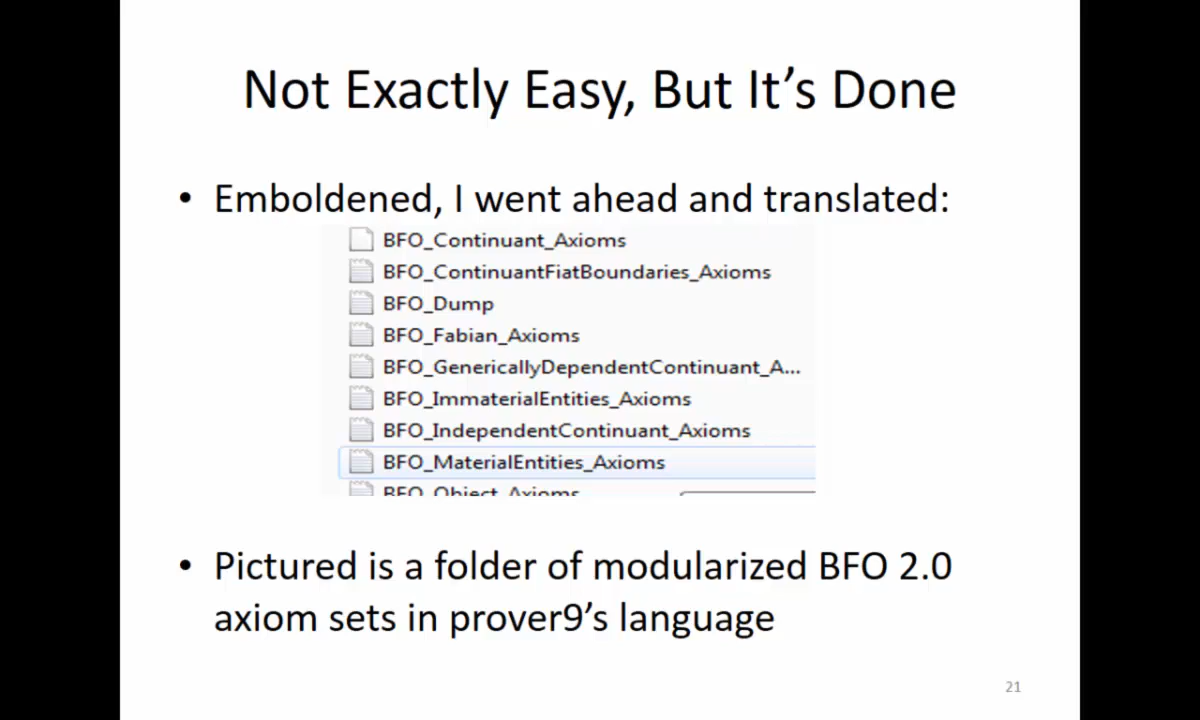 Not Exactly Easy, But It's Done
• Emboldened, I went ahead and translated:
BFO_Continuant_Axioms
BFO_ContinuantFiatBoundaries_Axioms
BFO_Dump
BFO_Fabian_Axioms
BFO_GenericallyDependentContinuant_A...
BFO_ImmaterialEntities_Axioms
BFO_IndependentContinuant_Axioms
BFO_MaterialEntities_Axioms
BFO_Object_Axioms
• Pictured is a folder of modularized BFO 2.0
axiom sets in prover9's language
21